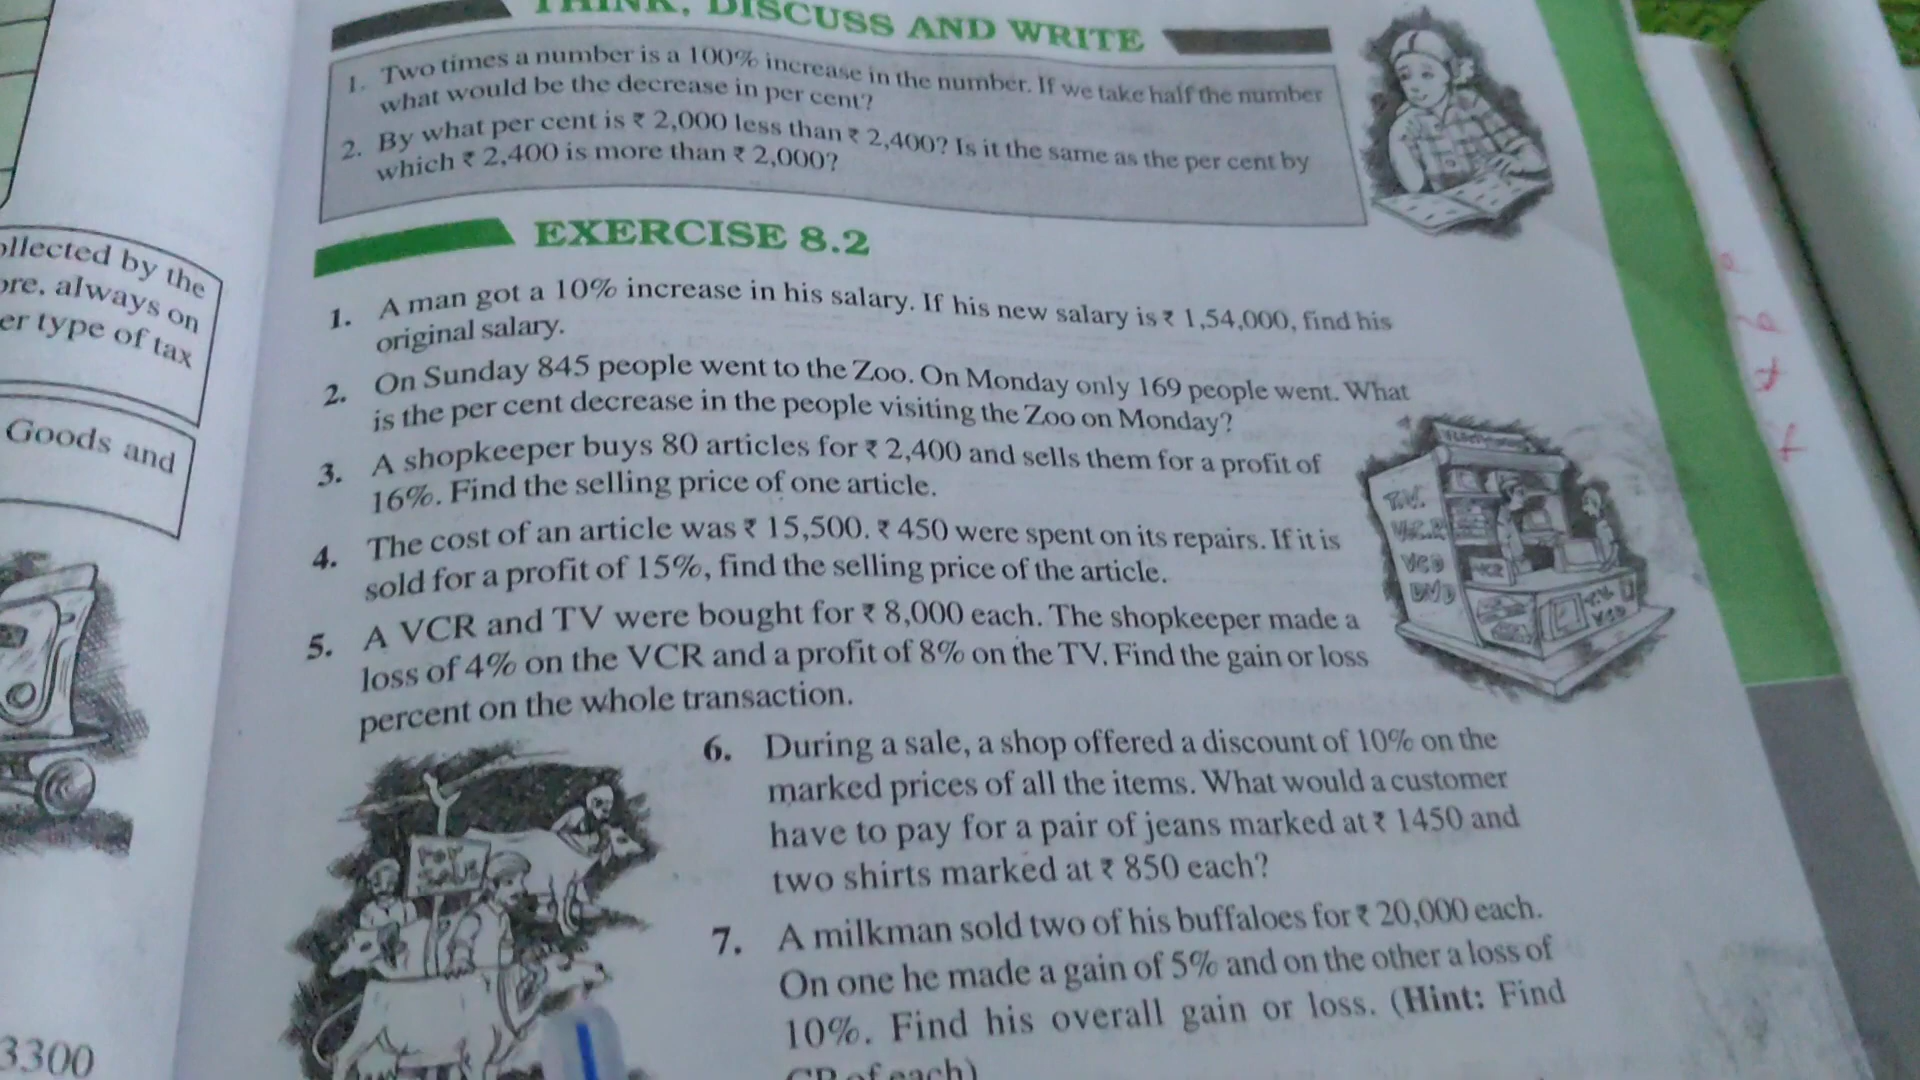 THINK, DISCUSS AND WRITE
1. Two times a number is a 100% increase in the number. If we take half the number
what would be the decrease in per cent?
2. By what per cent is ₹ 2,000 less than ₹ 2,400? Is it the same as the per cent by
which ₹ 2,400 is more than ₹ 2,000?
EXERCISE 8.2
1. A man got a 10% increase in his salary. If his new salary is ₹ 1,54,000, find his
original salary.
2. On Sunday 845 people went to the Zoo. On Monday only 169 people went. What
is the per cent decrease in the people visiting the Zoo on Monday?
3. A shopkeeper buys 80 articles for ₹ 2,400 and sells them for a profit of
16%. Find the selling price of one article.
4. The cost of an article was ₹ 15,500. ₹ 450 were spent on its repairs. If it is
sold for a profit of 15%, find the selling price of the article.
5. A VCR and TV were bought for ₹ 8,000 each. The shopkeeper made a
loss of 4% on the VCR and a profit of 8% on the TV. Find the gain or loss
percent on the whole transaction.
6. During a sale, a shop offered a discount of 10% on the
marked prices of all the items. What would a customer
have to pay for a pair of jeans marked at ₹ 1450 and
two shirts marked at ₹ 850 each?
7. A milkman sold two of his buffaloes for ₹ 20,000 each.
On one he made a gain of 5% and on the other a loss of
10%. Find his overall gain or loss. (Hint: Find
CP of each)
ollected by the
ore, always on
er type of tax
Goods and
3300
T.V.
VCR
VCD
DVD
FOR
SALE